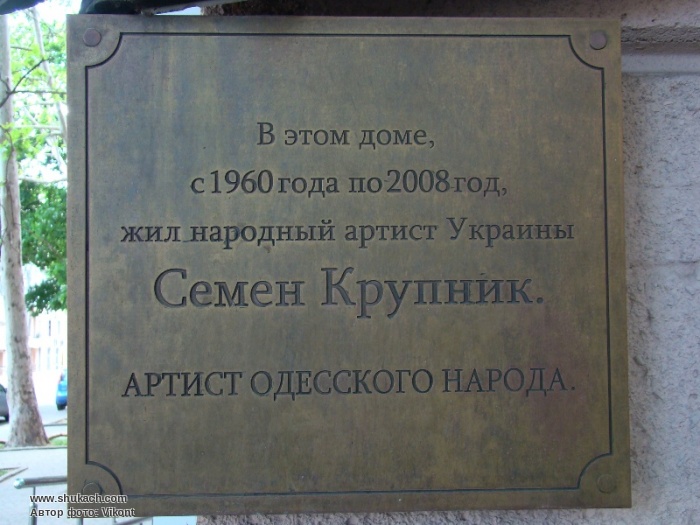 В этом доме,
с 1960 года по 2008 год,
жил народный артист Украины
Семен Крупник.
АРТИСТ ОДЕССКОГО НАРОДА.
www.shukach.com
Автор фото: Vikont